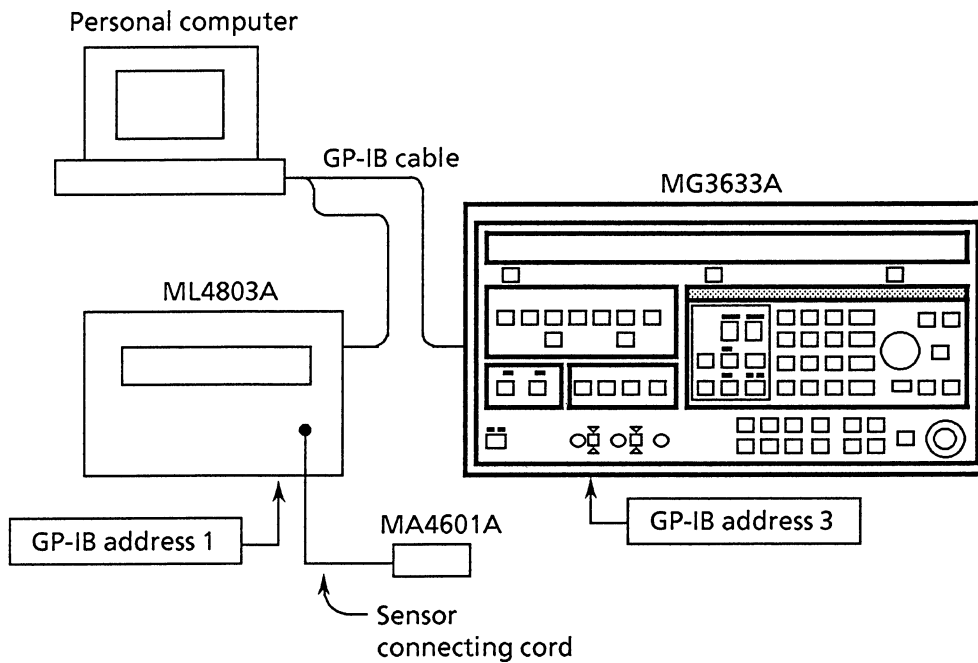 Personal computer
GP-IB cable
MG3633A
ML4803A
GP-IB address 1
MA4601A
GP-IB address 3
Sensor
connecting cord